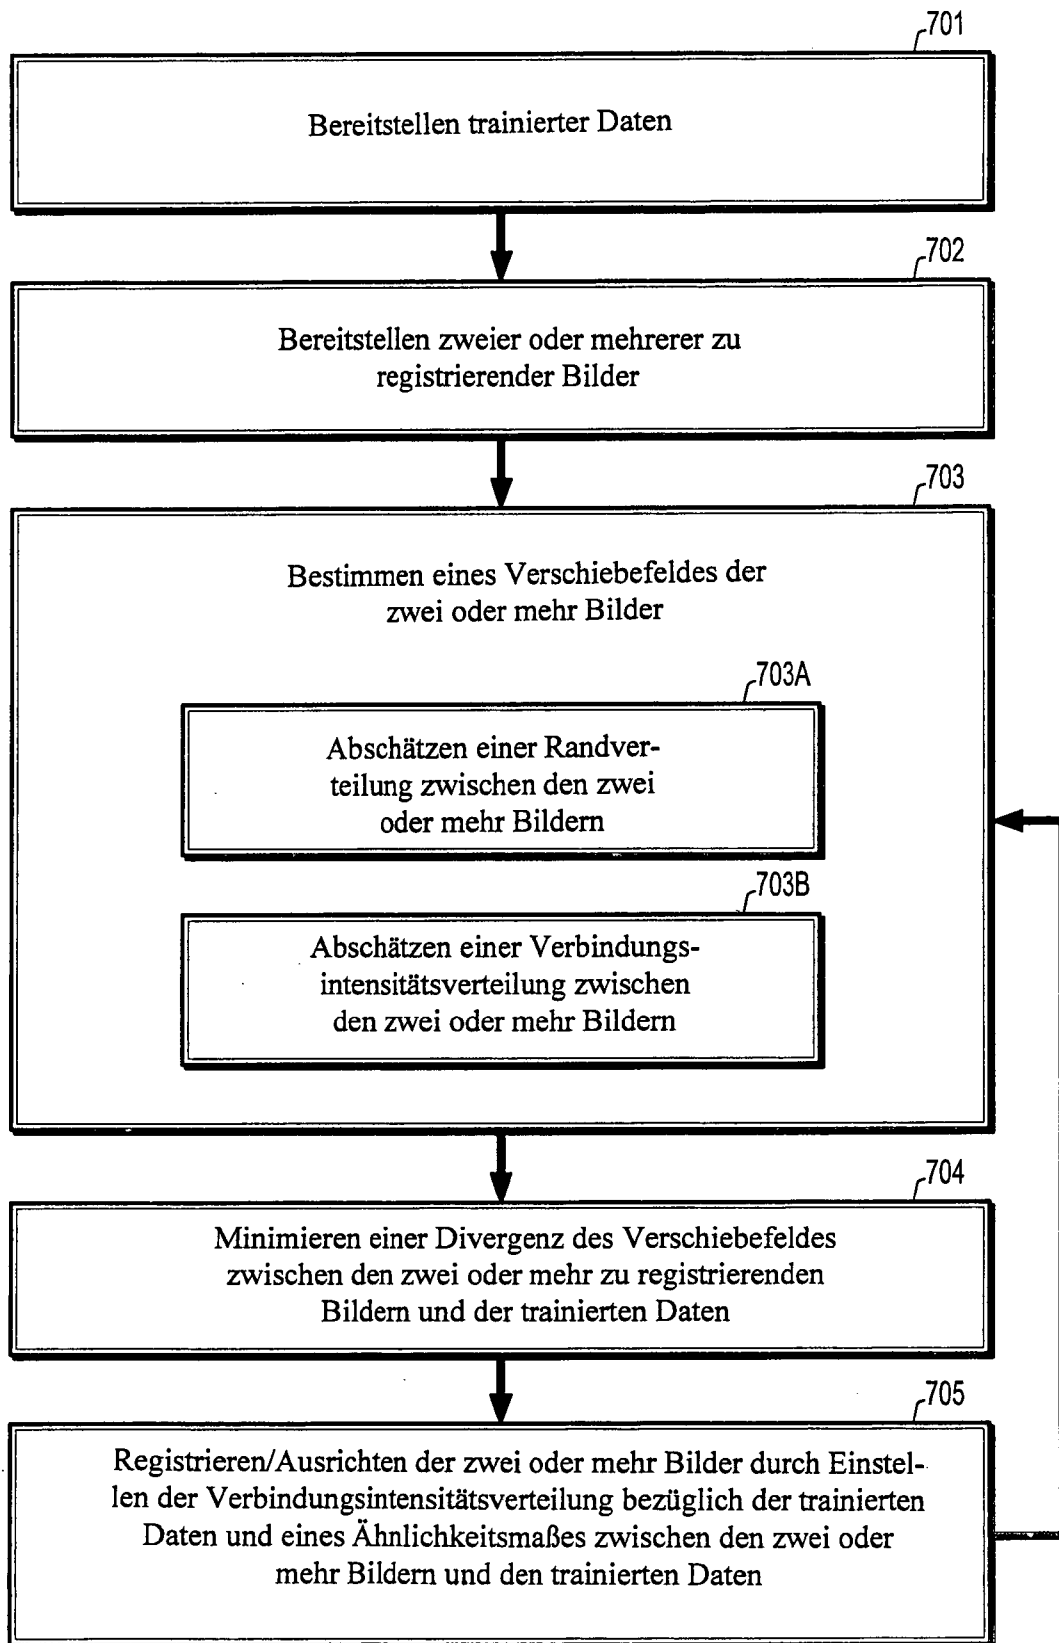 701
Bereitstellen trainierter Daten
702
Bereitstellen zweier oder mehrerer zu
registrierender Bilder
703
Bestimmen eines Verschiebefeldes der
zwei oder mehr Bilder
703A
Abschätzen einer Randver-
teilung zwischen den zwei
oder mehr Bildern
703B
Abschätzen einer Verbindungs-
intensitätsverteilung zwischen
den zwei oder mehr Bildern
704
Minimieren einer Divergenz des Verschiebefeldes
zwischen den zwei oder mehr zu registrierenden
Bildern und der trainierten Daten
705
Registrieren/Ausrichten der zwei oder mehr Bilder durch Einstel-
len der Verbindungsintensitätsverteilung bezüglich der trainierten
Daten und eines Ähnlichkeitsmaßes zwischen den zwei oder
mehr Bildern und den trainierten Daten